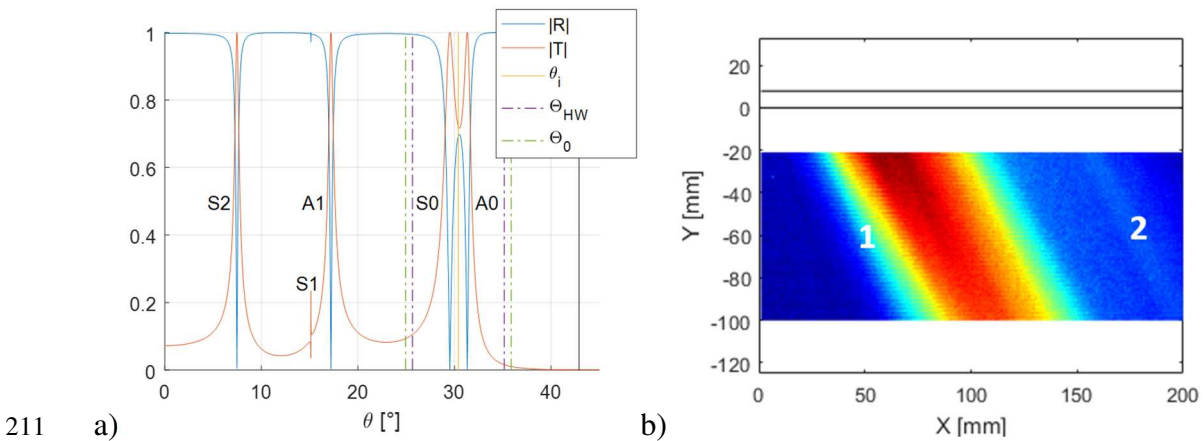 |R|
|T|
θi
ΘHW
Θ0
1
0.8
0.6
0.4
0.2
0
S2
A1
S0
A0
S1
0
10
20
30
40
θ [°]
20
0
-20
-40
-60
-80
-100
-120
Y [mm]
1
2
0
50
100
150
200
X [mm]
211 a) b)